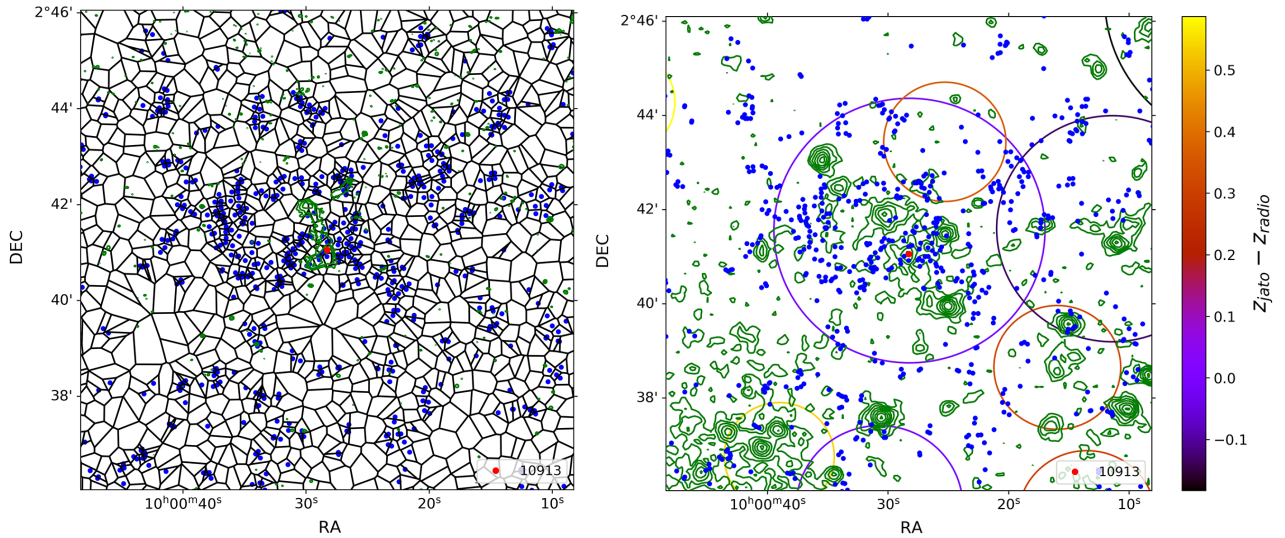 2°46'
44'
42'
40'
38'
DEC
10ʰ00ᵐ40ˢ
30ˢ
20ˢ
10ˢ
RA
10913
2°46'
44'
42'
40'
38'
DEC
10ʰ00ᵐ40ˢ
30ˢ
20ˢ
10ˢ
RA
10913
0.5
0.4
0.3
0.2
0.1
0.0
−0.1
z_jato − z_radio